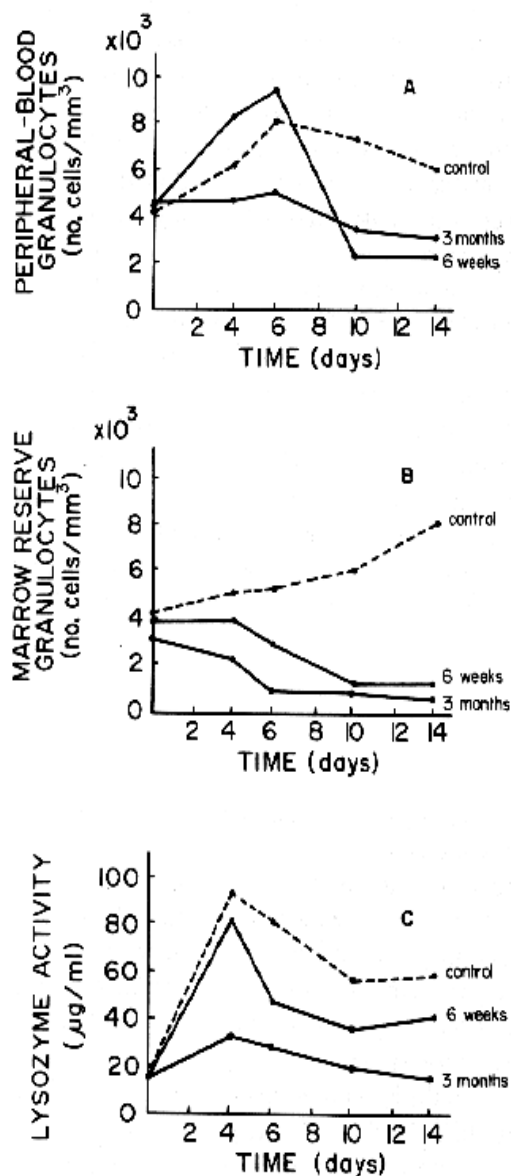 ×10³
PERIPHERAL-BLOOD
GRANULOCYTES
(no. cells/mm³)
10
8
6
4
2
0
A
control
3 months
6 weeks
2 4 6 8 10 12 14
TIME (days)
×10³
MARROW RESERVE
GRANULOCYTES
(no. cells/mm³)
10
8
6
4
2
0
B
control
6 weeks
3 months
2 4 6 8 10 12 14
TIME (days)
LYSOZYME ACTIVITY
(µg/ml)
100
80
60
40
20
0
C
control
6 weeks
3 months
2 4 6 8 10 12 14
TIME (days)